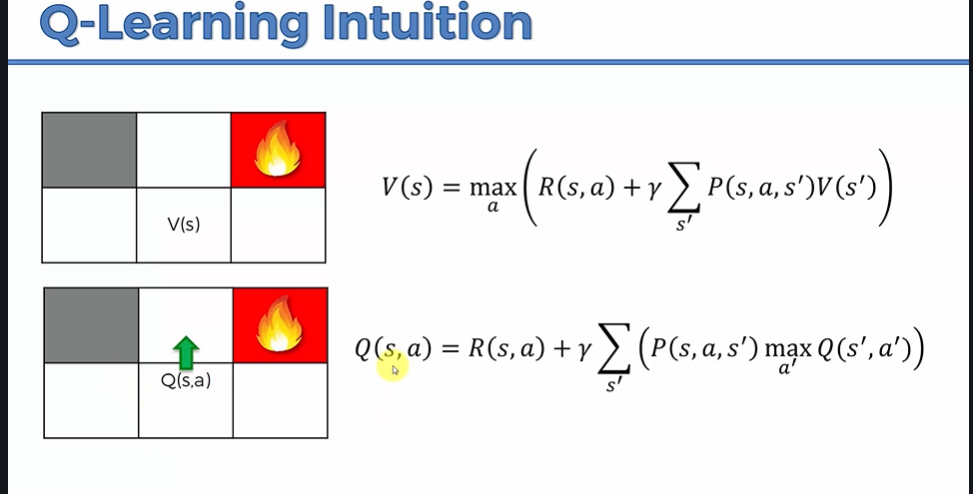 Q-Learning Intuition
V(s) = max_a ( R(s, a) + γ ∑_s′ P(s, a, s′)V(s′) )
V(s)
Q(s, a) = R(s, a) + γ ∑_s′ ( P(s, a, s′) max_a′ Q(s′, a′) )
Q(s,a)